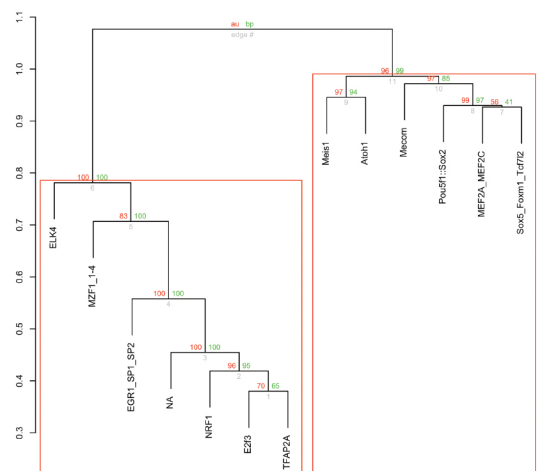 1.1
au bp
edge #
1.0
96 99
11
97 85
10
97 94
9
99 97
8
56 41
7
0.9
Meis1
Atoh1
Mecom
Pou5f1::Sox2
MEF2A_MEF2C
Sox5_Foxm1_Tcf7l2
0.8
100 100
6
ELK4
0.7
83 100
5
MZF1_1-4
0.6
100 100
4
EGR1_SP1_SP2
0.5
100 100
3
NA
0.4
96 95
2
NRF1
70 65
1
E2f3
TFAP2A
0.3